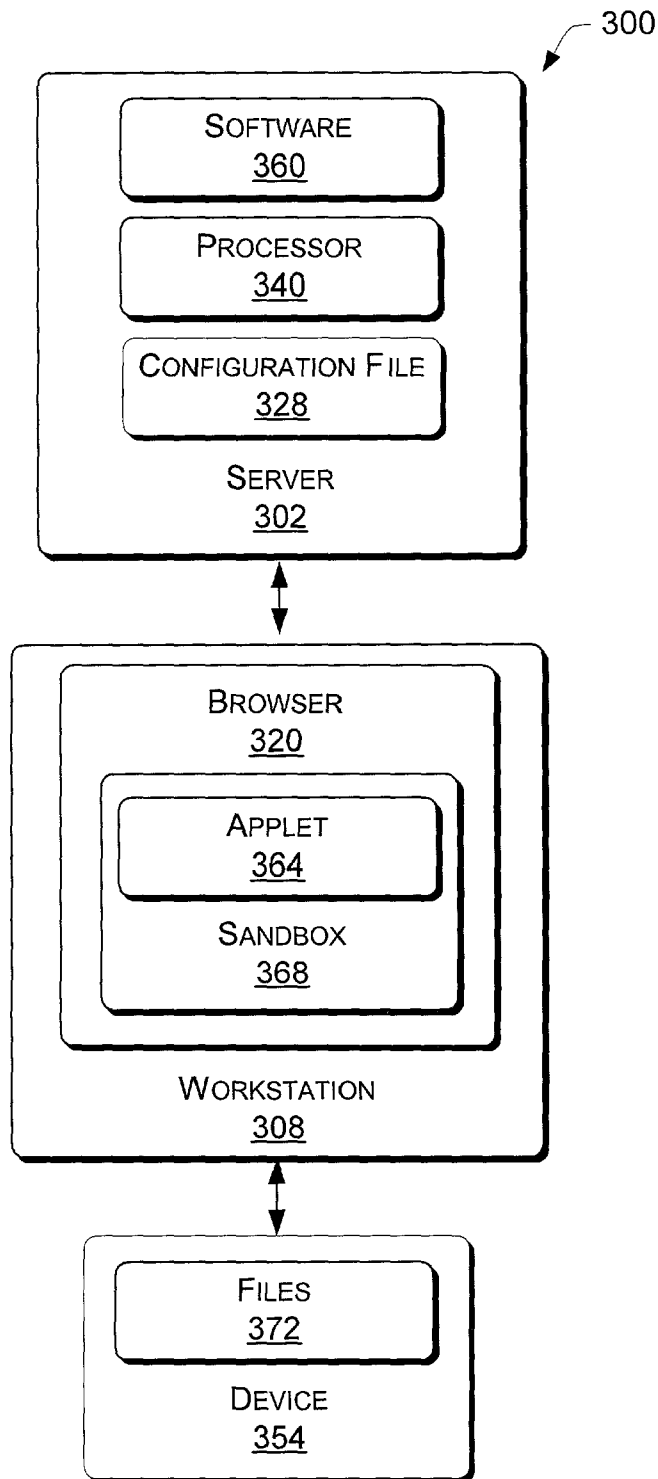 300
SOFTWARE
360
PROCESSOR
340
CONFIGURATION FILE
328
SERVER
302
BROWSER
320
APPLET
364
SANDBOX
368
WORKSTATION
308
FILES
372
DEVICE
354